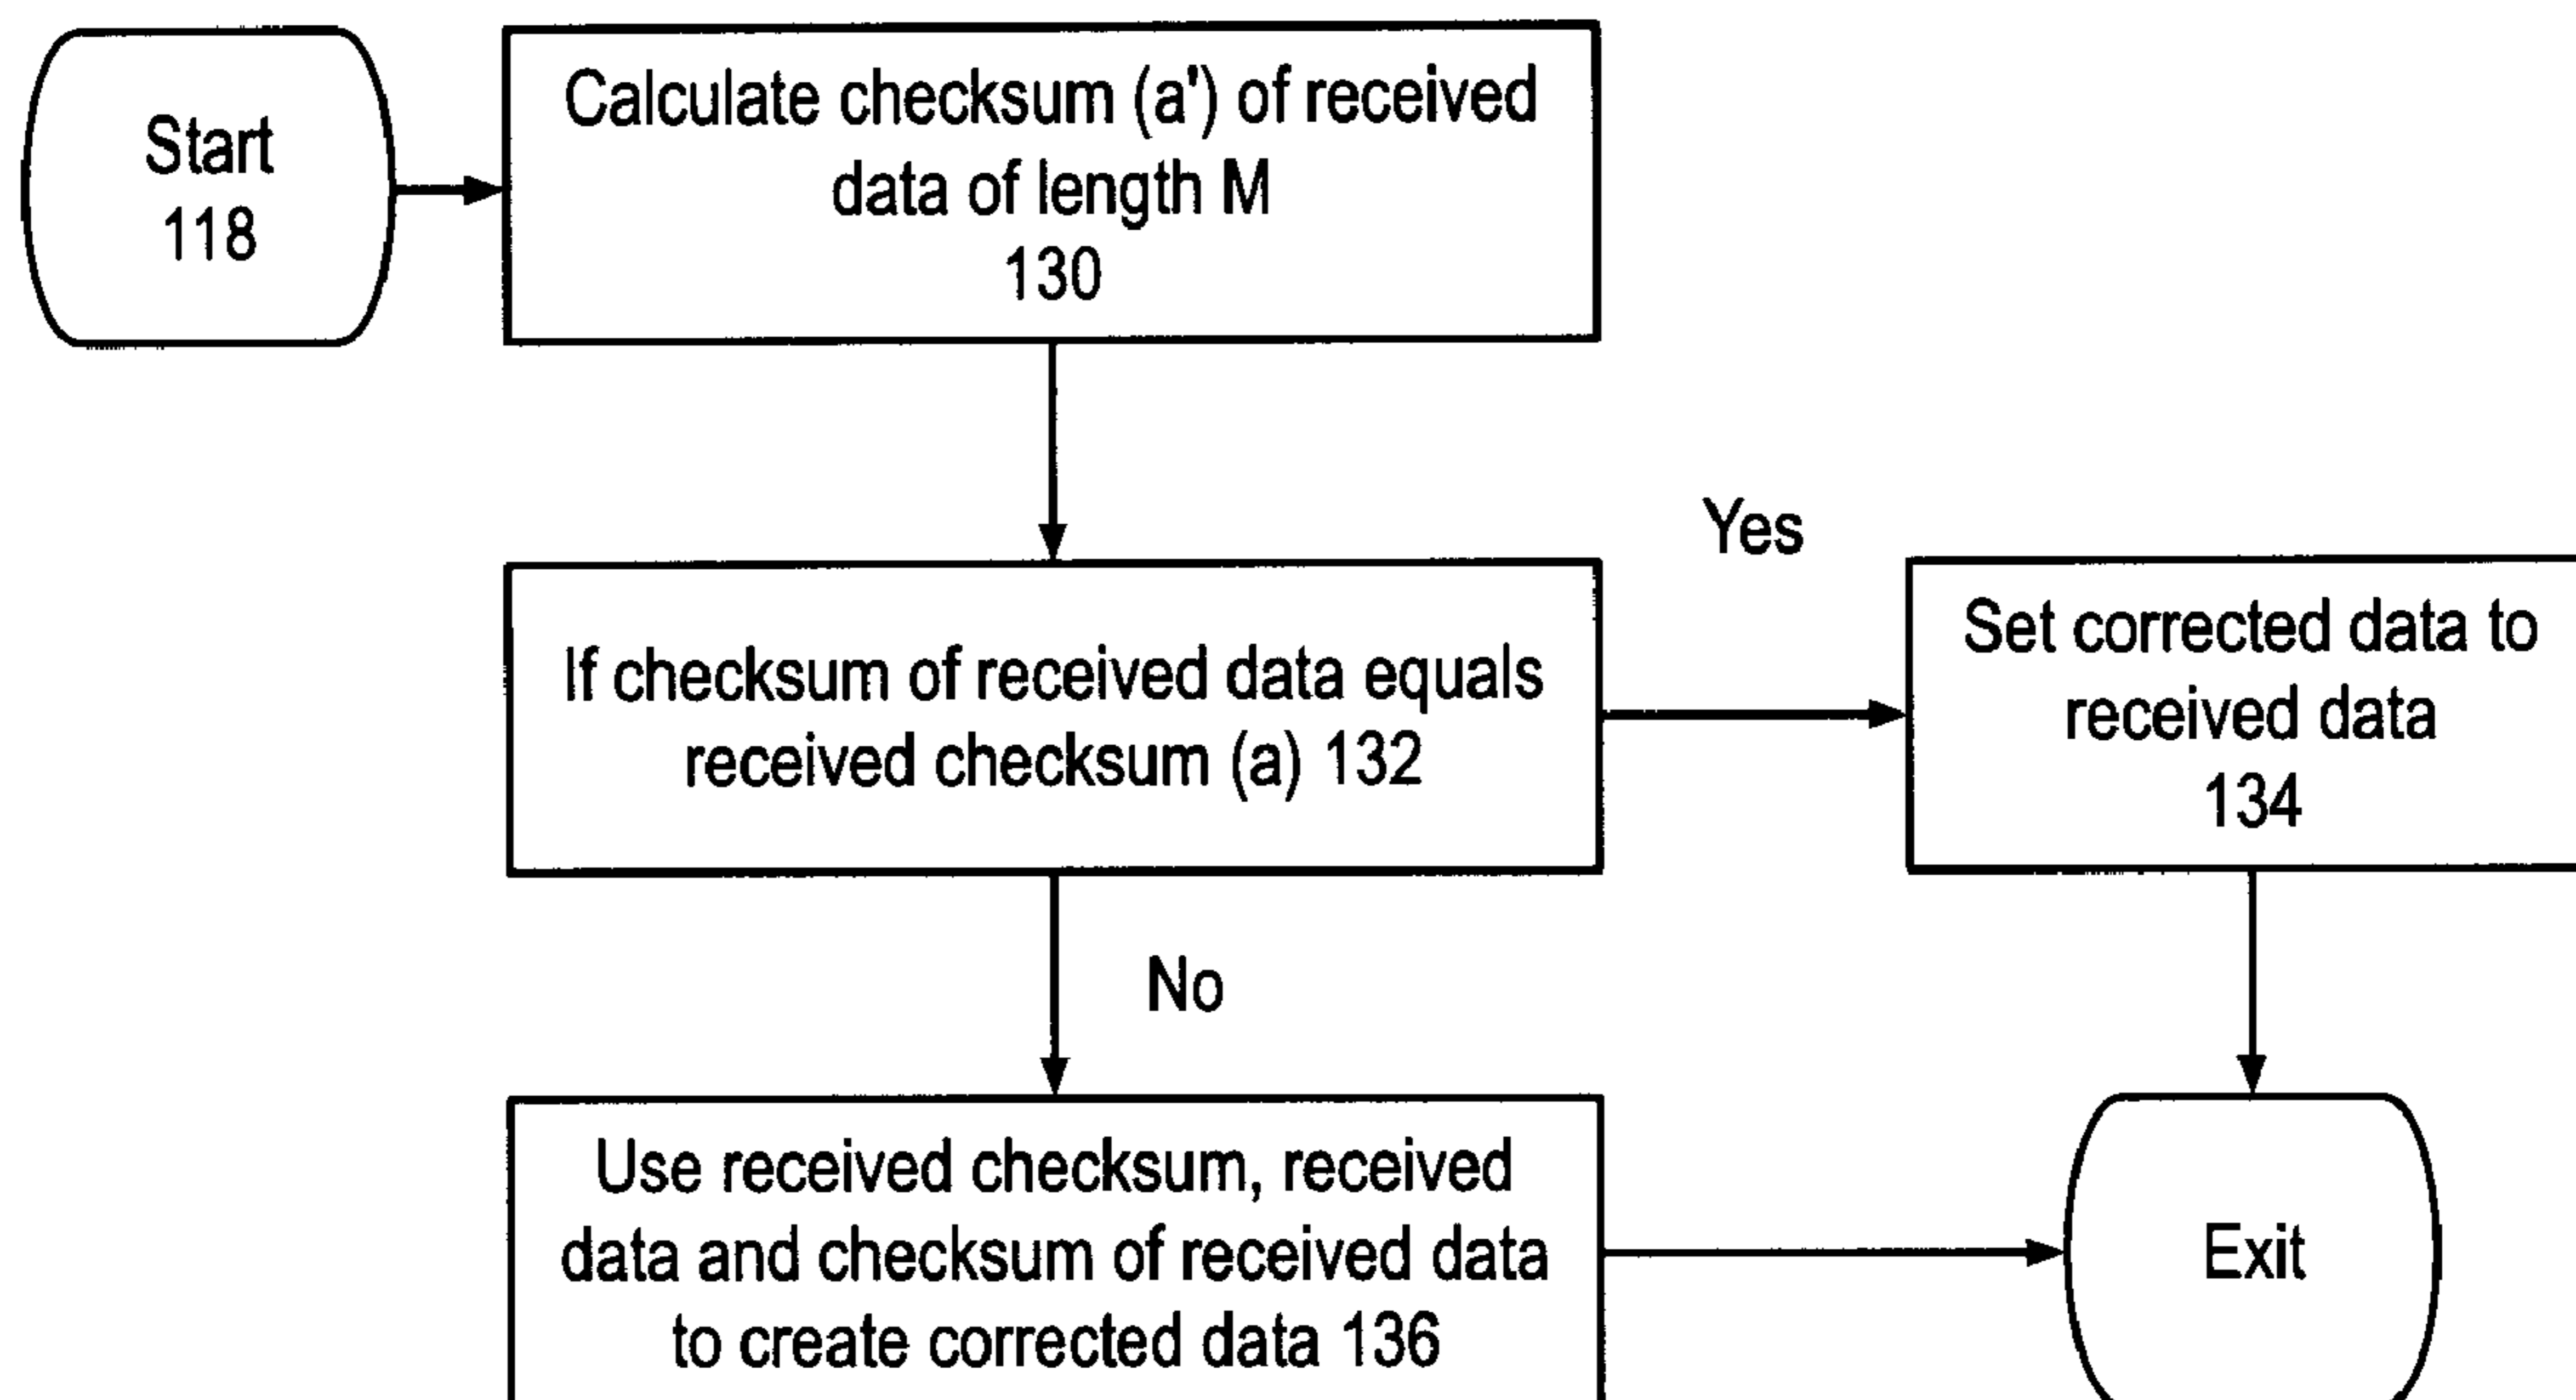 Start
118
Calculate checksum (a') of received
data of length M
130
Yes
If checksum of received data equals
received checksum (a) 132
Set corrected data to
received data
134
No
Use received checksum, received
data and checksum of received data
to create corrected data 136
Exit